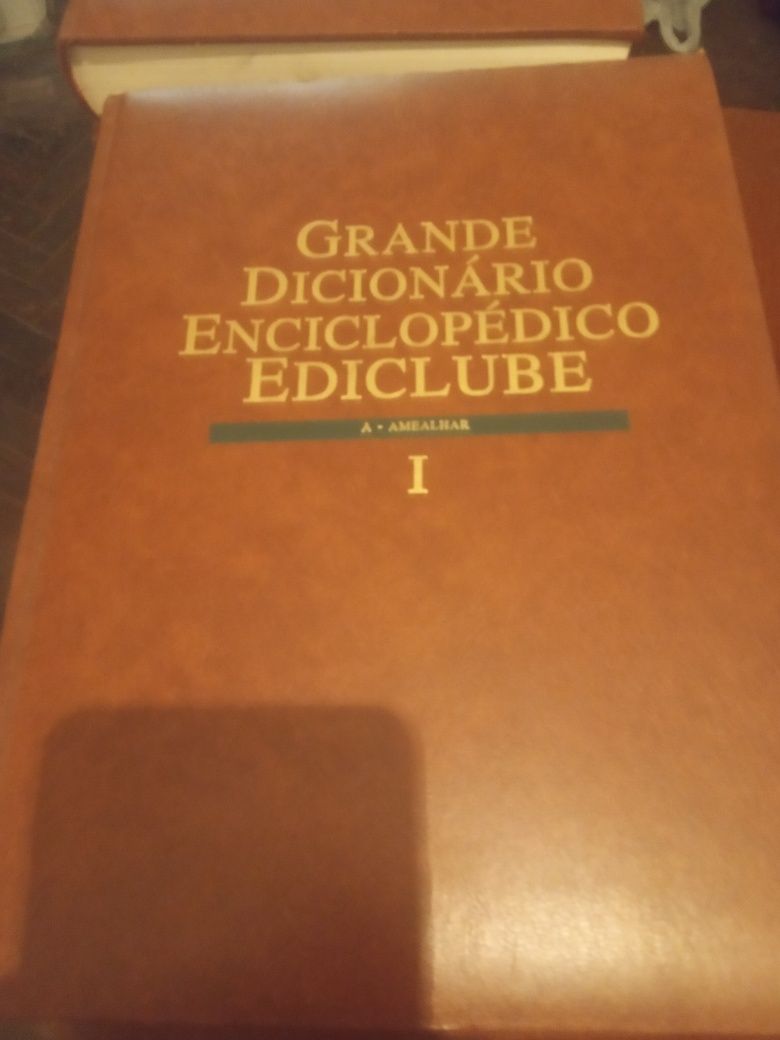 GRANDE
DICIONÁRIO
ENCICLOPÉDICO
EDICLUBE
A • AMEALHAR
I